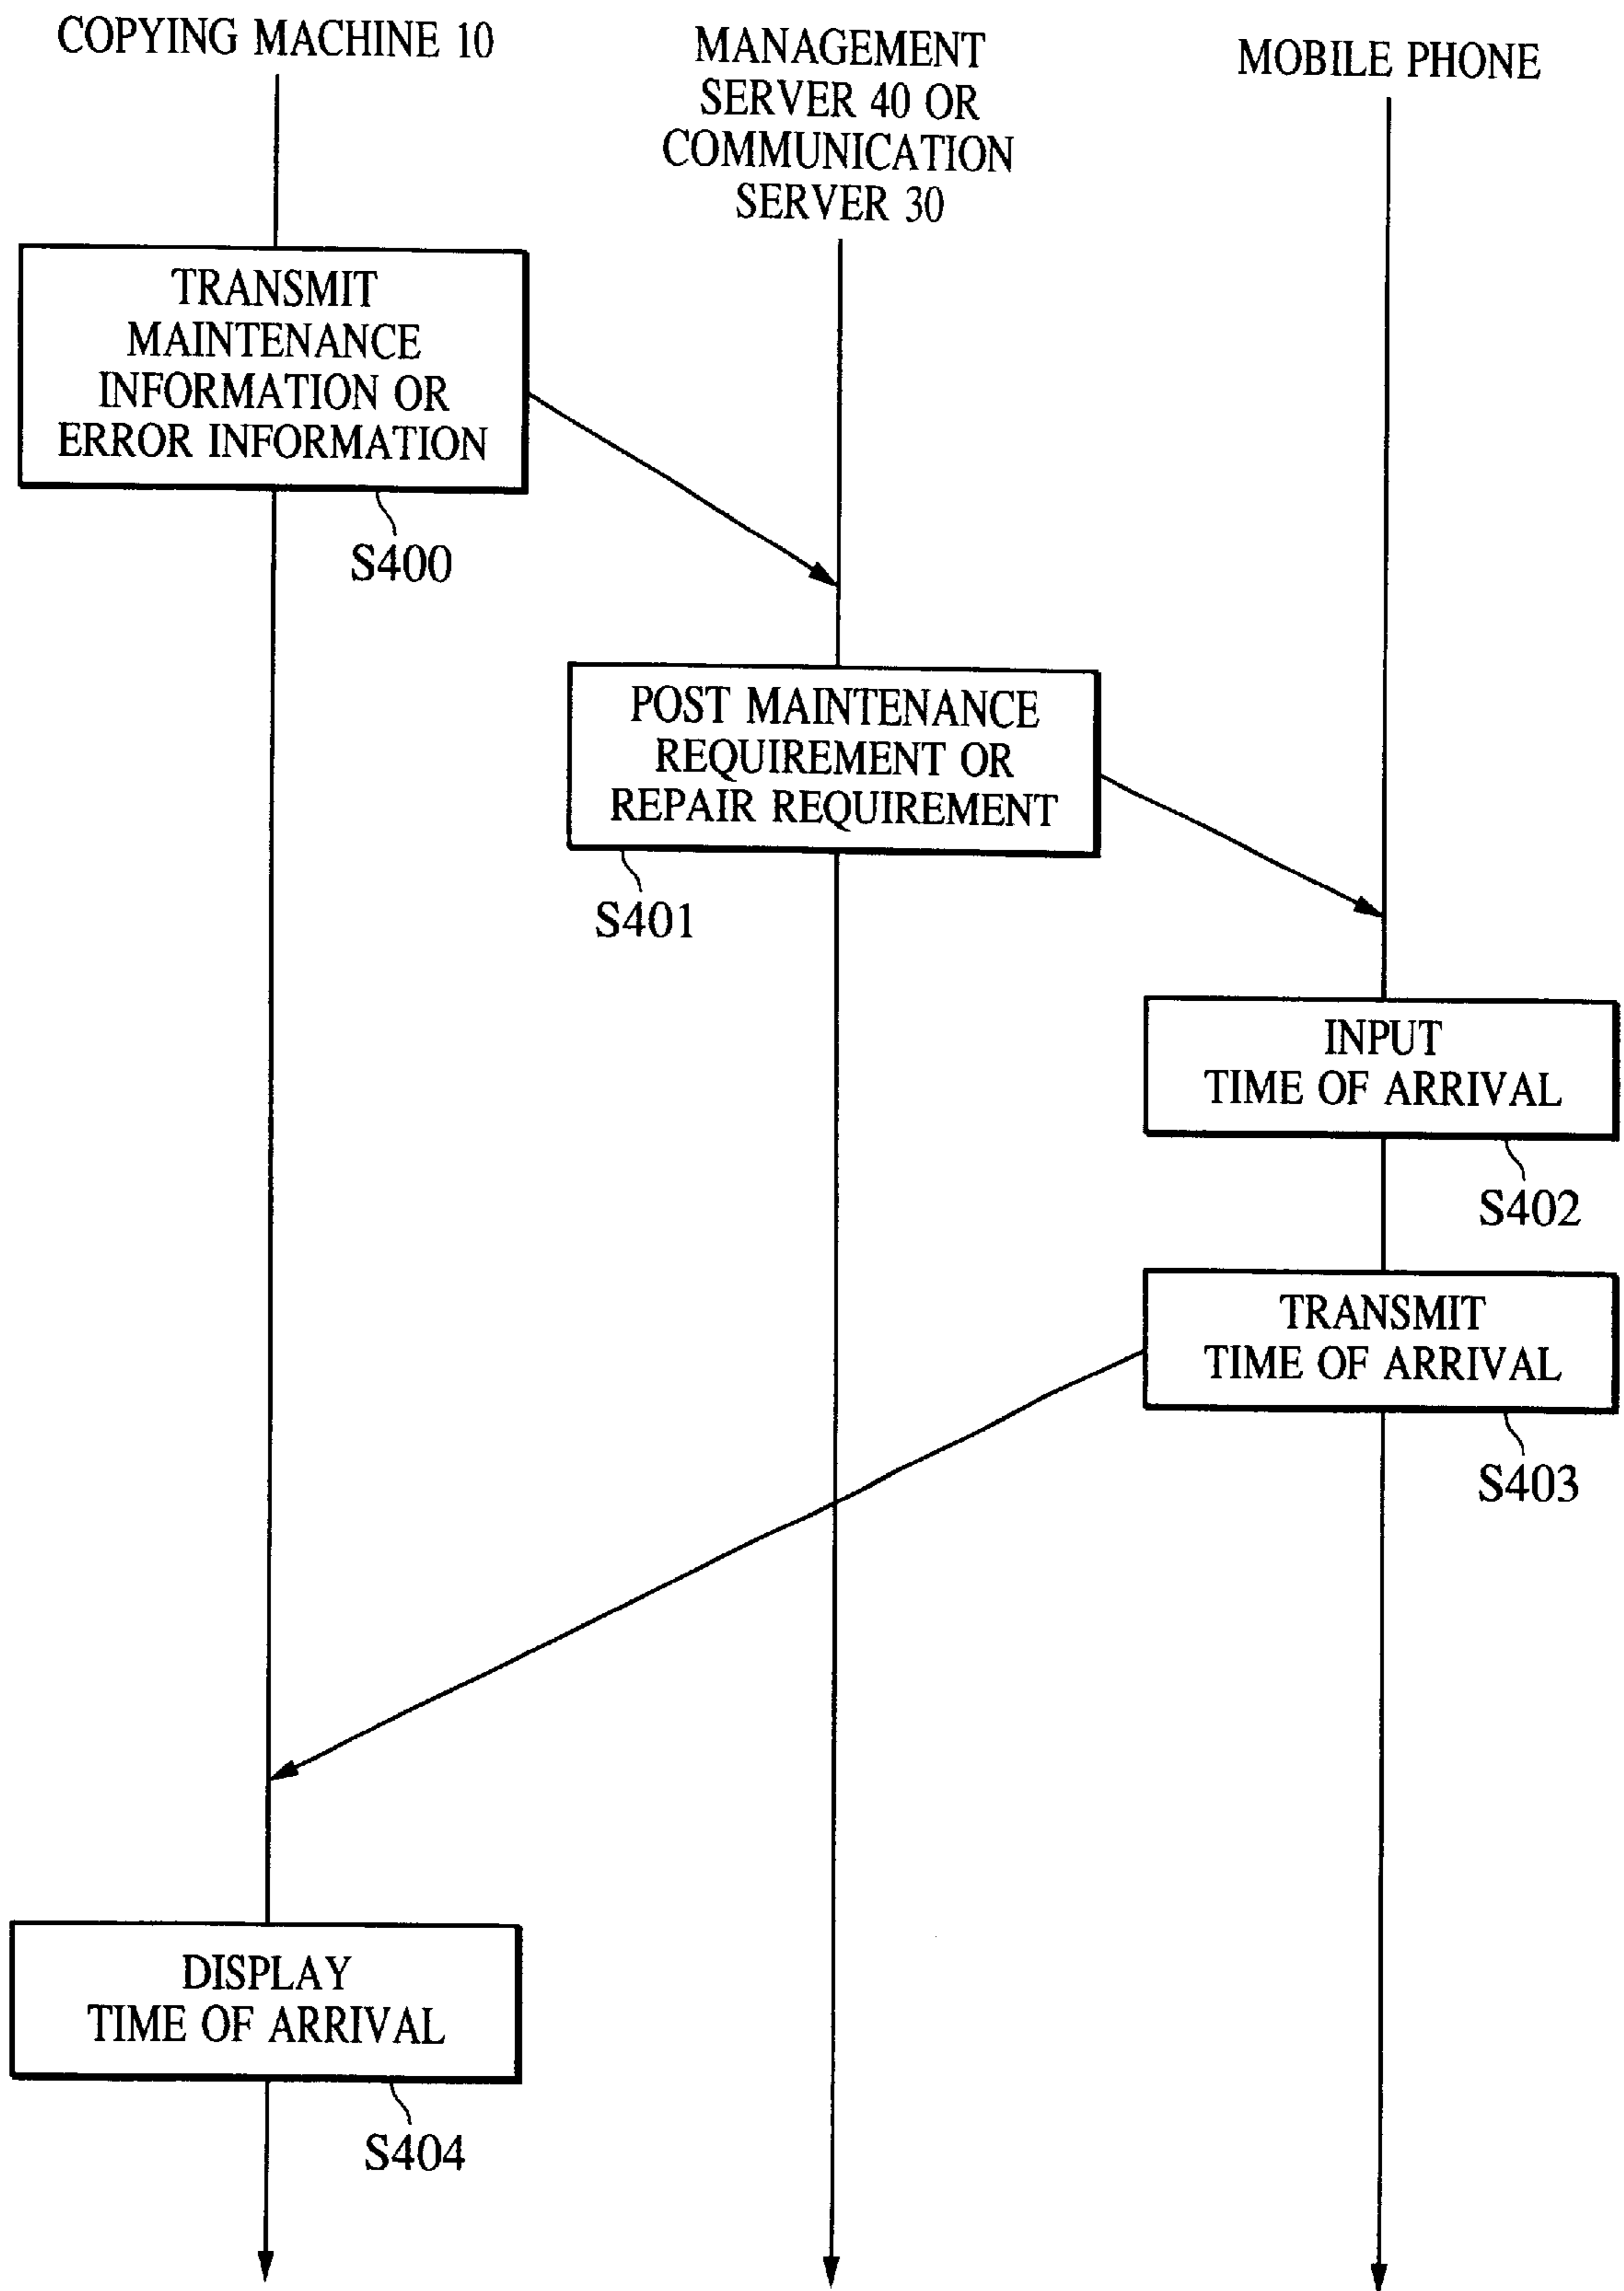 COPYING MACHINE 10
MANAGEMENT
SERVER 40 OR
COMMUNICATION
SERVER 30
MOBILE PHONE
TRANSMIT
MAINTENANCE
INFORMATION OR
ERROR INFORMATION
S400
POST MAINTENANCE
REQUIREMENT OR
REPAIR REQUIREMENT
S401
INPUT
TIME OF ARRIVAL
S402
TRANSMIT
TIME OF ARRIVAL
S403
DISPLAY
TIME OF ARRIVAL
S404